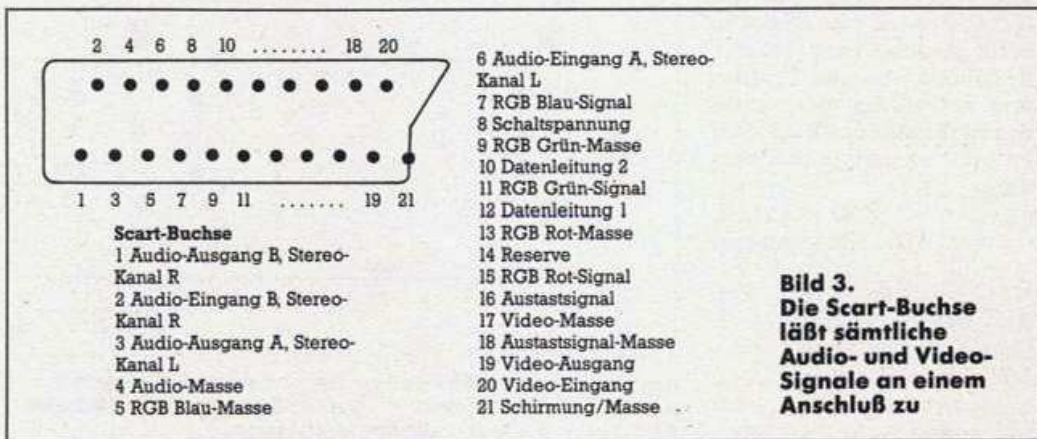 2 4 6 8 10 ........ 18 20
1 3 5 7 9 11 ....... 19 21
Scart-Buchse
1 Audio-Ausgang B, Stereo-
Kanal R
2 Audio-Eingang B, Stereo-
Kanal R
3 Audio-Ausgang A, Stereo-
Kanal L
4 Audio-Masse
5 RGB Blau-Masse
6 Audio-Eingang A, Stereo-
Kanal L
7 RGB Blau-Signal
8 Schaltspannung
9 RGB Grün-Masse
10 Datenleitung 2
11 RGB Grün-Signal
12 Datenleitung 1
13 RGB Rot-Masse
14 Reserve
15 RGB Rot-Signal
16 Austastsignal
17 Video-Masse
18 Austastsignal-Masse
19 Video-Ausgang
20 Video-Eingang
21 Schirmung/Masse
Bild 3.
Die Scart-Buchse
läßt sämtliche
Audio- und Video-
Signale an einem
Anschluß zu